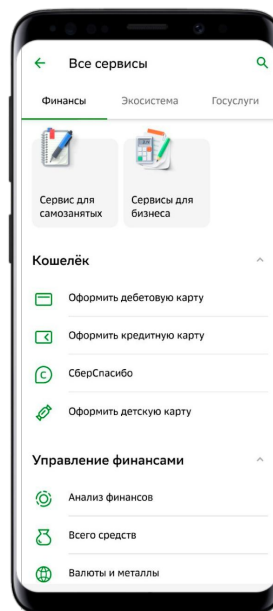 Все сервисы
Финансы Экосистема Госуслуги
Сервис для Сервисы для
самозанятых бизнеса
Кошелёк
Оформить дебетовую карту
Оформить кредитную карту
СберСпасибо
Оформить детскую карту
Управление финансами
Анализ финансов
Всего средств
Валюты и металлы